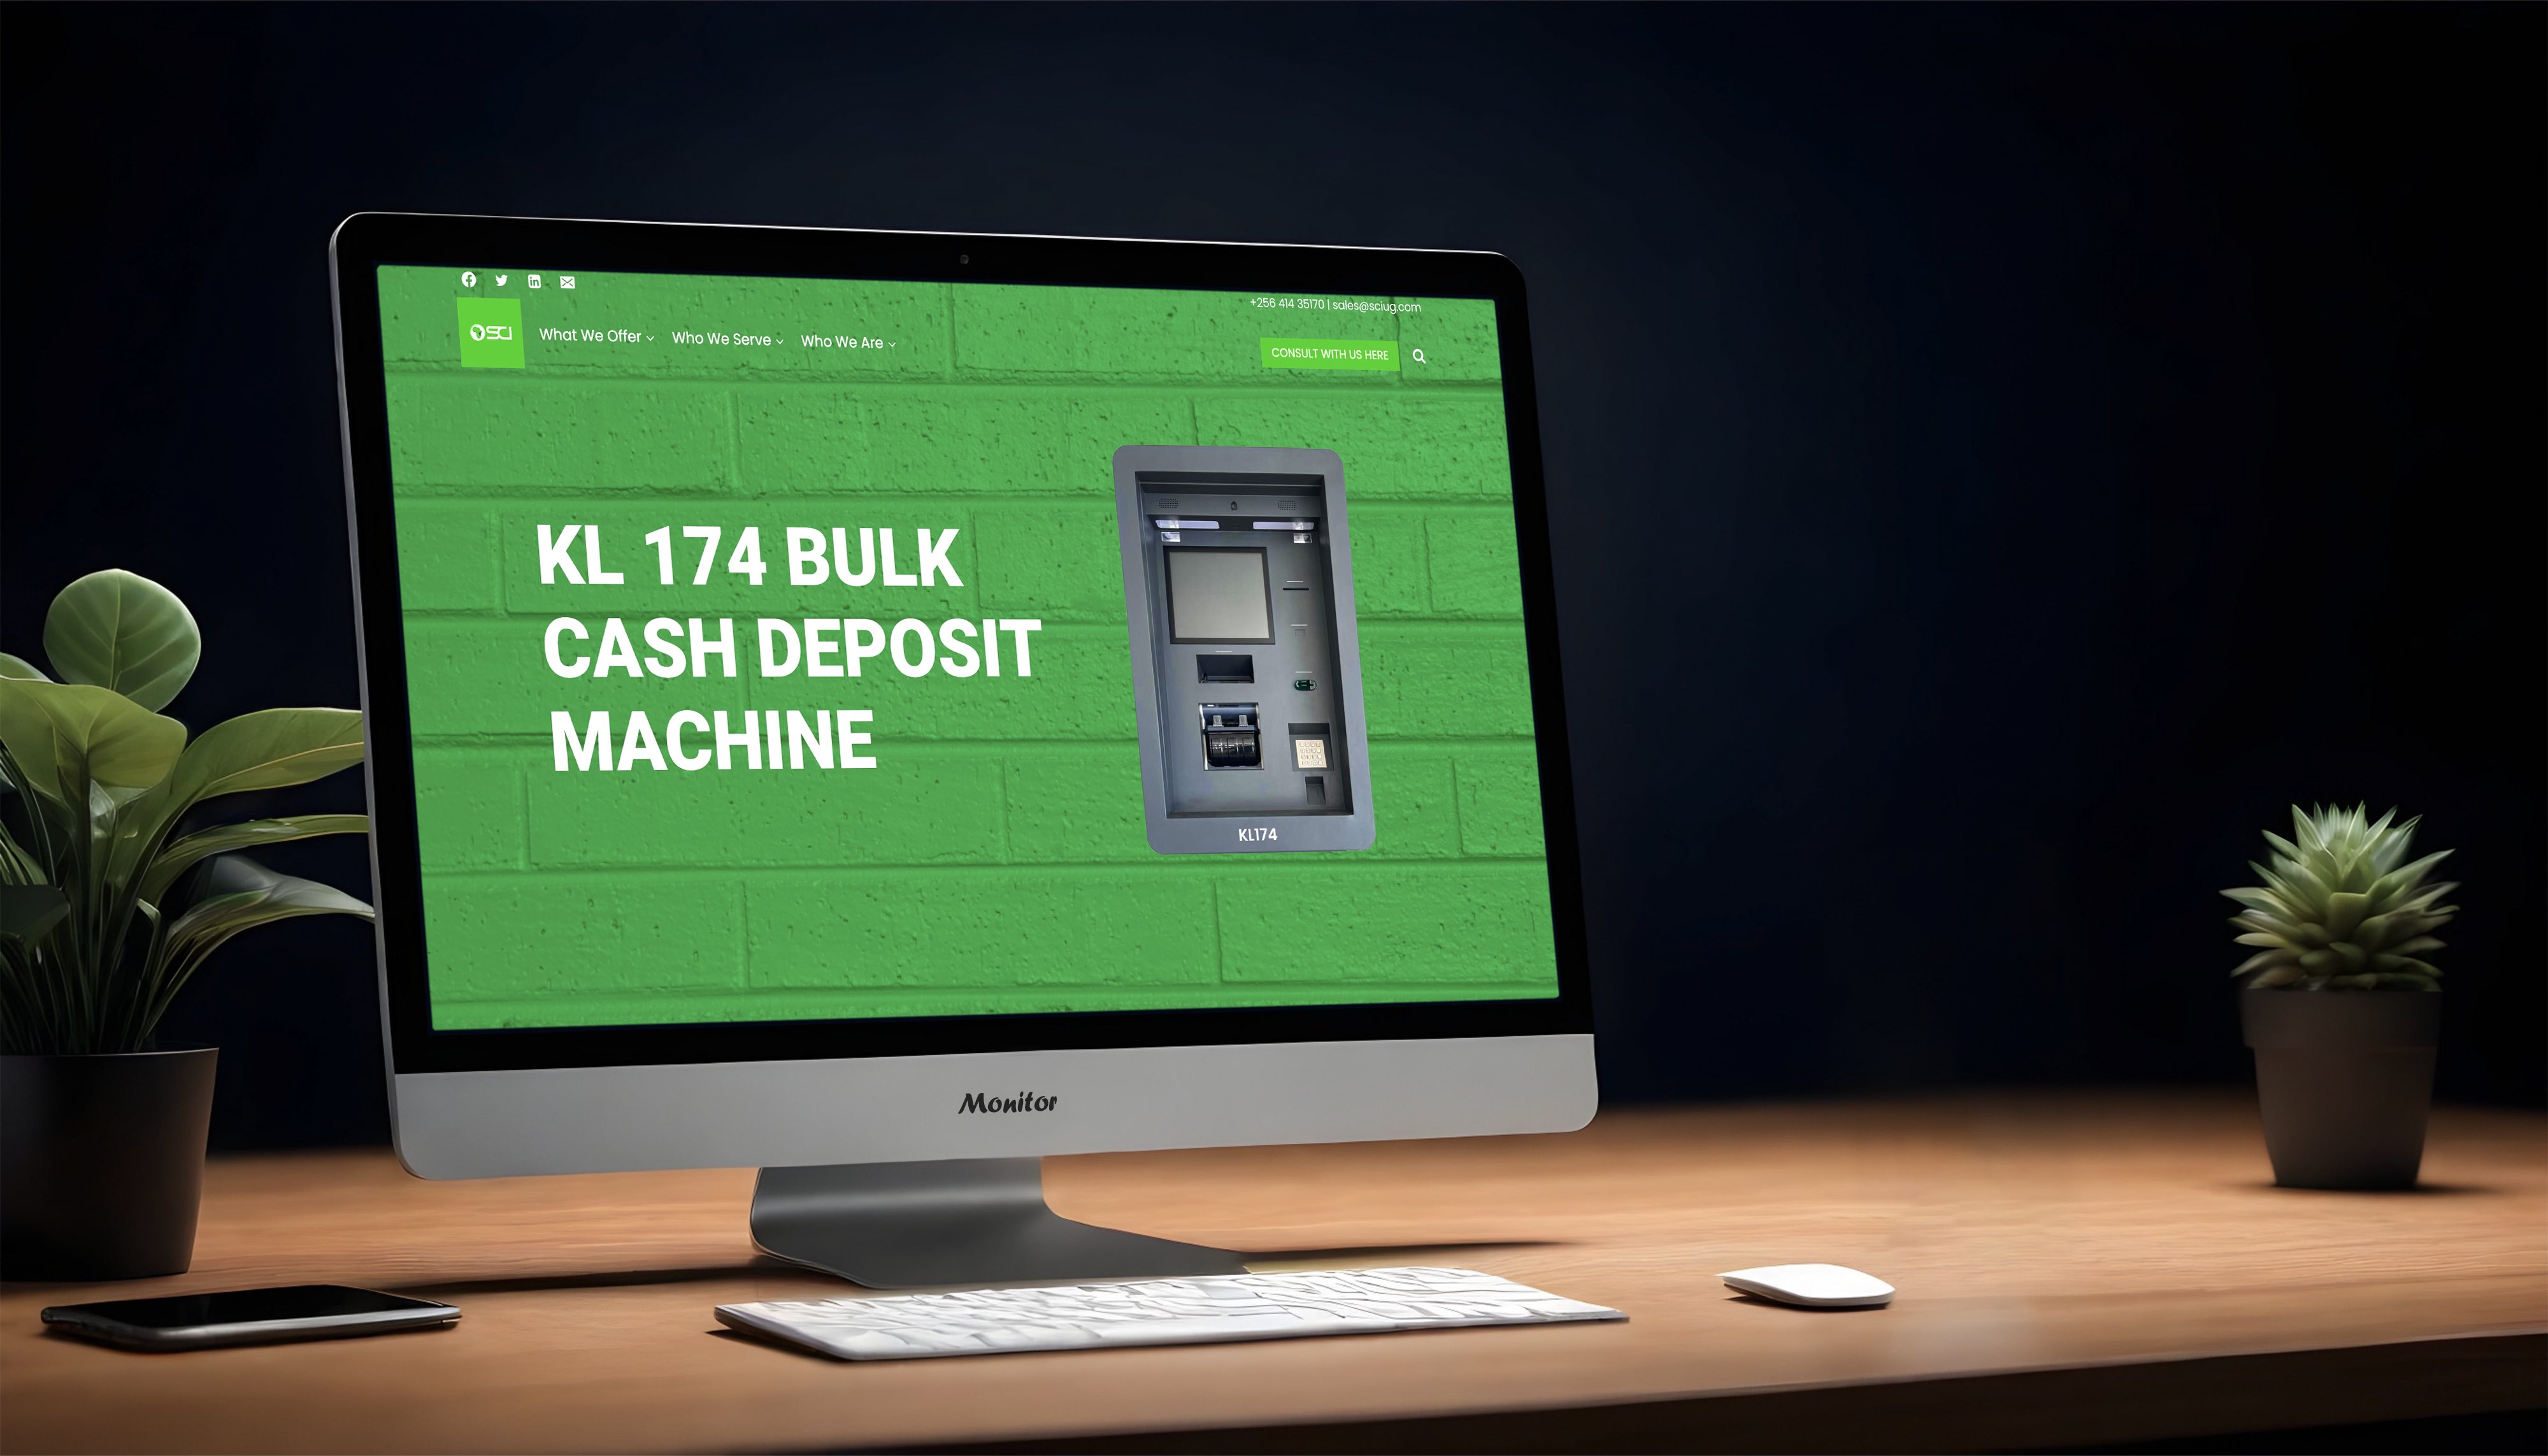 +256 414 35170 | sales@sciug.com
SCI
What We Offer
Who We Serve
Who We Are
CONSULT WITH US HERE
KL 174 BULK
CASH DEPOSIT
MACHINE
KL174
Monitor